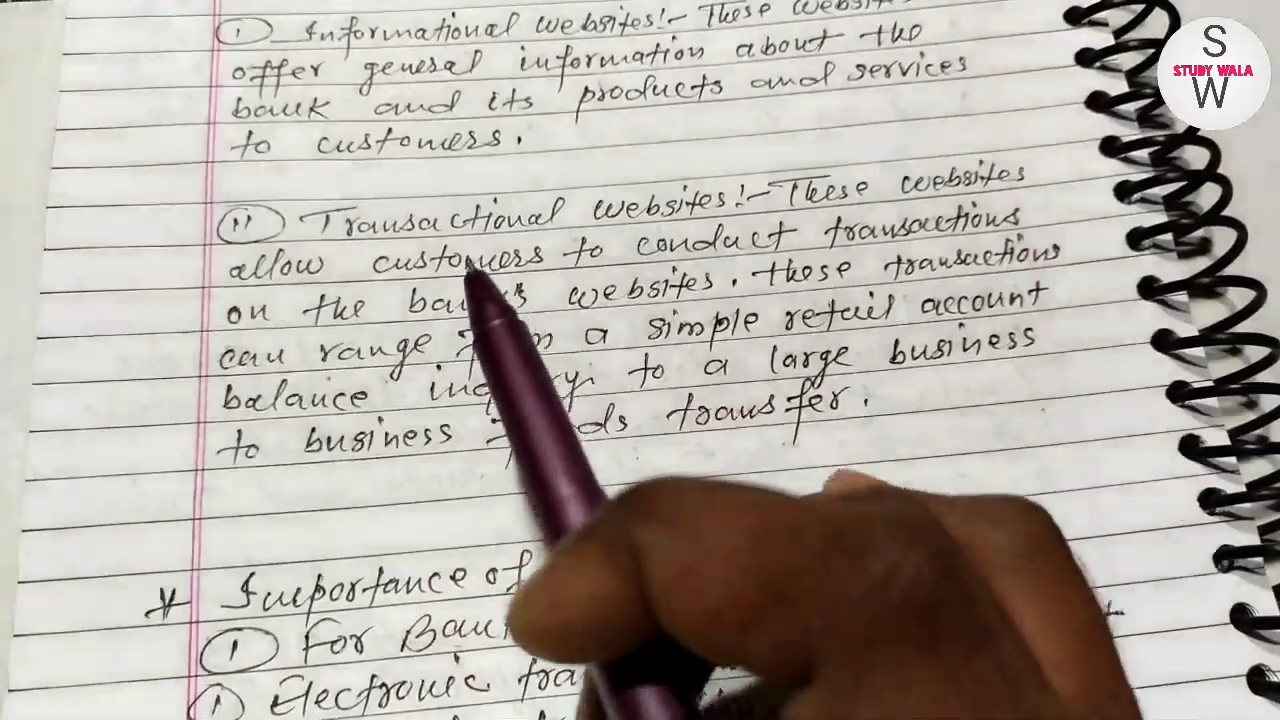 i) Informational websites:- These
offer general information about the
bank and its products and services
to customers.
ii) Transactional websites:- These websites
allow customers to conduct transactions
on the websites. these transactions
can range a simple retail account
balance to a large business
to business transfer.
* Importance of
1) For
i) Electronic
S
STUDY WALA
W